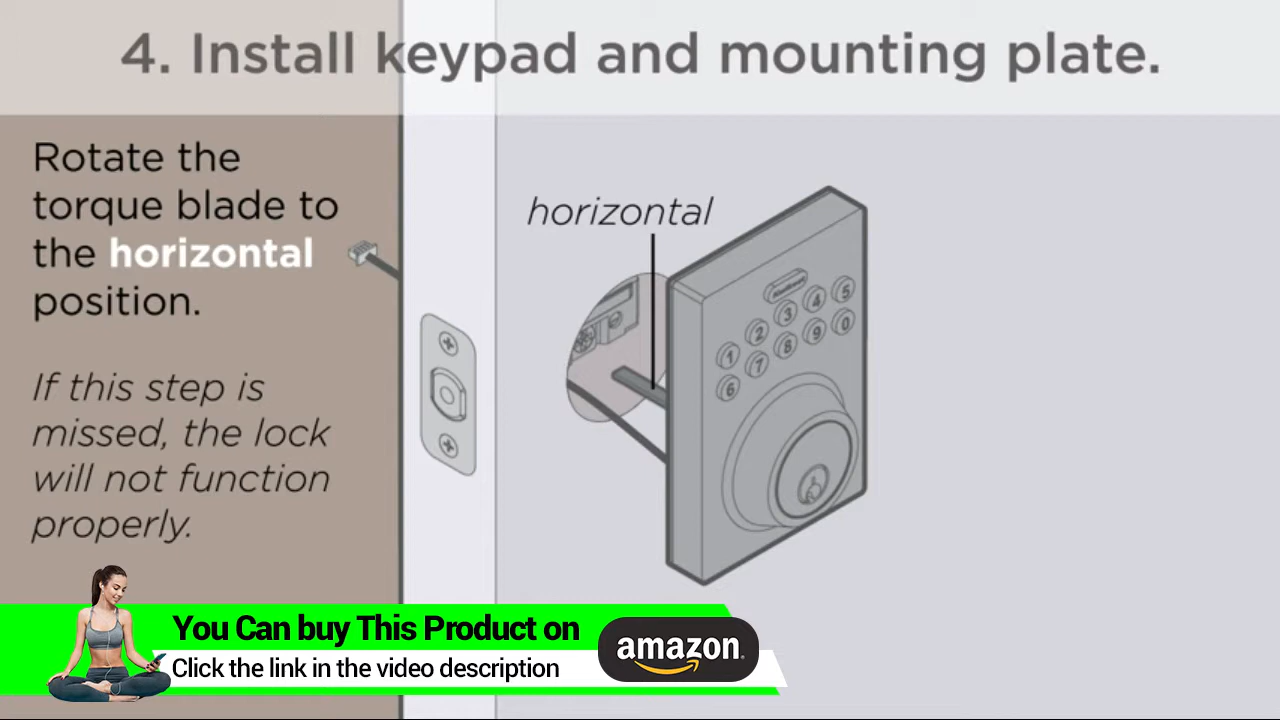 4. Install keypad and mounting plate.
Rotate the
torque blade to
the horizontal
position.
If this step is
missed, the lock
will not function
properly.
horizontal
1 2 3 4 5
6 7 8 9 0
You Can buy This Product on
Click the link in the video description
amazon